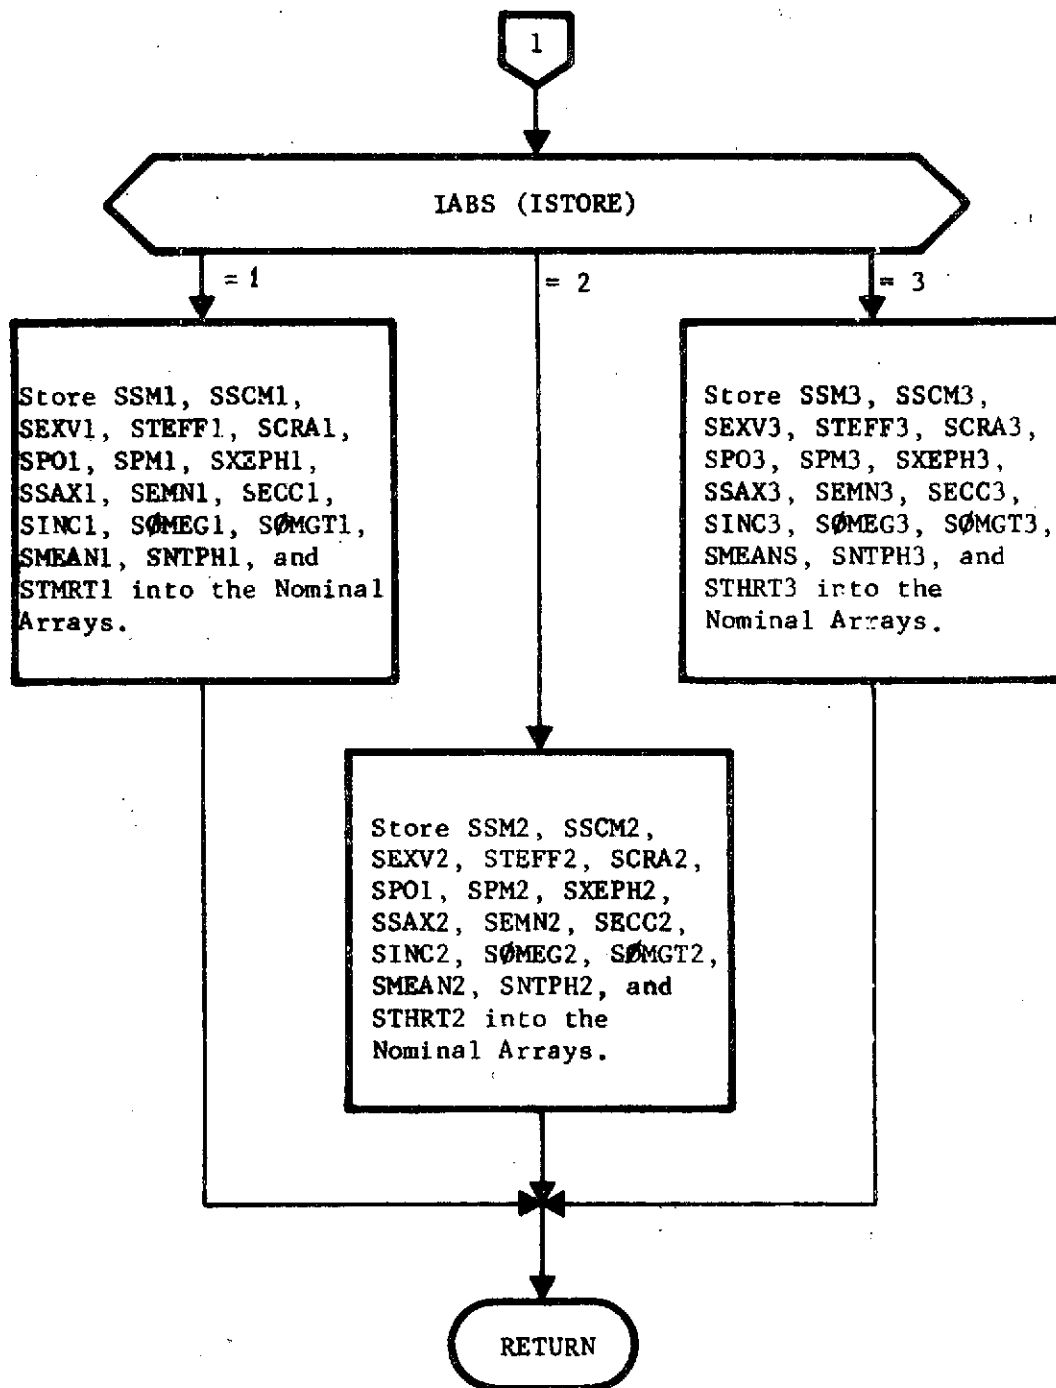 1
IABS (ISTORE)
= 1
= 2
= 3
Store SSM1, SSCM1,
SEXV1, STEFF1, SCRA1,
SPO1, SPM1, SXEPH1,
SSAX1, SEMN1, SECC1,
SINC1, SØMEG1, SØMGT1,
SMEAN1, SNTPH1, and
STMRT1 into the Nominal
Arrays.
Store SSM3, SSCM3,
SEXV3, STEFF3, SCRA3,
SPO3, SPM3, SXEPH3,
SSAX3, SEMN3, SECC3,
SINC3, SØMEG3, SØMGT3,
SMEANS, SNTPH3, and
STHRT3 into the
Nominal Arrays.
Store SSM2, SSCM2,
SEXV2, STEFF2, SCRA2,
SPO1, SPM2, SXEPH2,
SSAX2, SEMN2, SECC2,
SINC2, SØMEG2, SØMGT2,
SMEAN2, SNTPH2, and
STHRT2 into the
Nominal Arrays.
RETURN